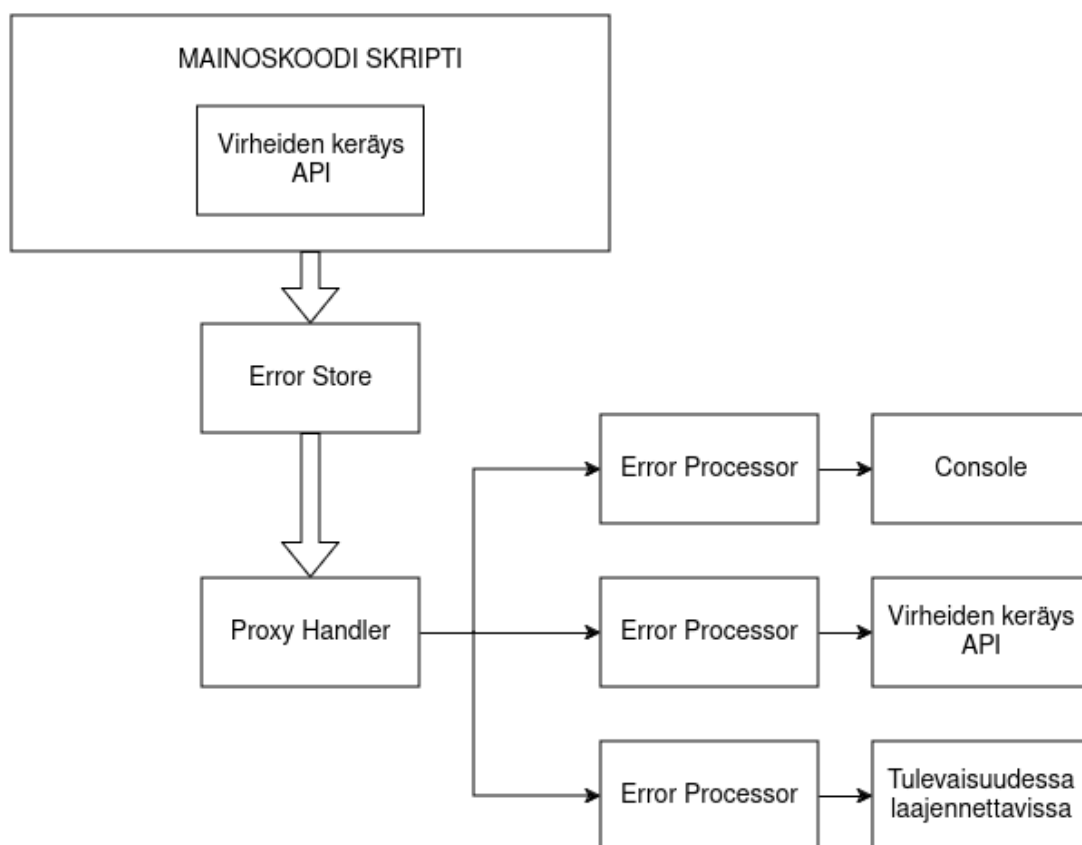 MAINOSKOODI SKRIPTI
Virheiden keräys
API
Error Store
Error Processor
Console
Proxy Handler
Error Processor
Virheiden keräys
API
Error Processor
Tulevaisuudessa
laajennettavissa